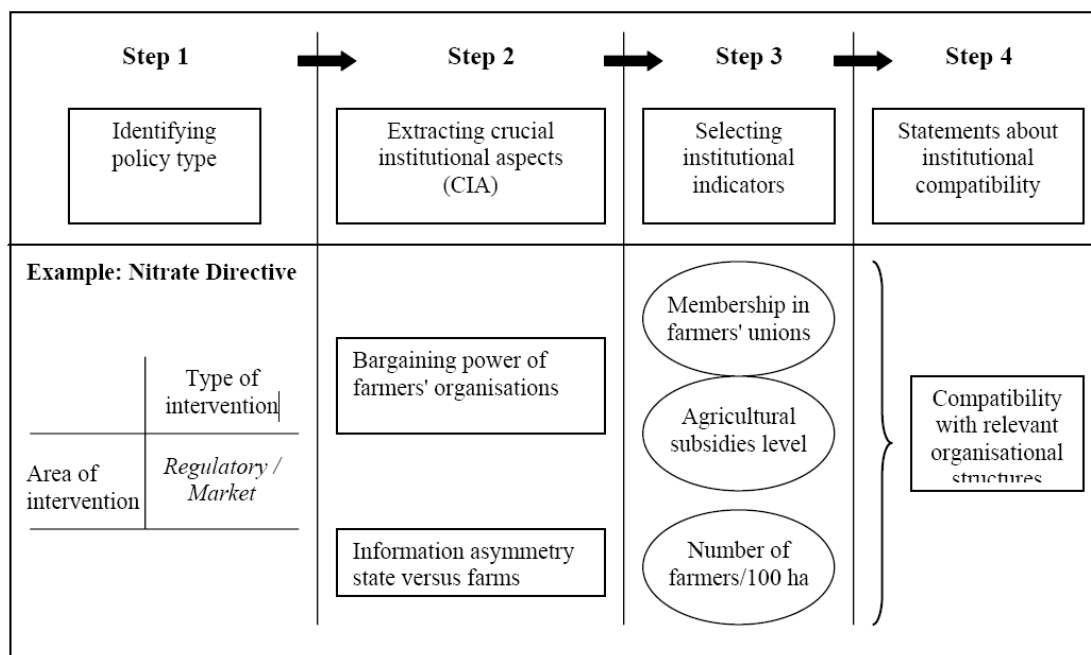 Step 1
Step 2
Step 3
Step 4
Identifying
policy type
Extracting crucial
institutional aspects
(CIA)
Selecting
institutional
indicators
Statements about
institutional
compatibility
Example: Nitrate Directive
Type of
intervention
Area of
intervention
Regulatory /
Market
Bargaining power of
farmers' organisations
Information asymmetry
state versus farms
Membership in
farmers' unions
Agricultural
subsidies level
Number of
farmers/100 ha
Compatibility
with relevant
organisational
structures